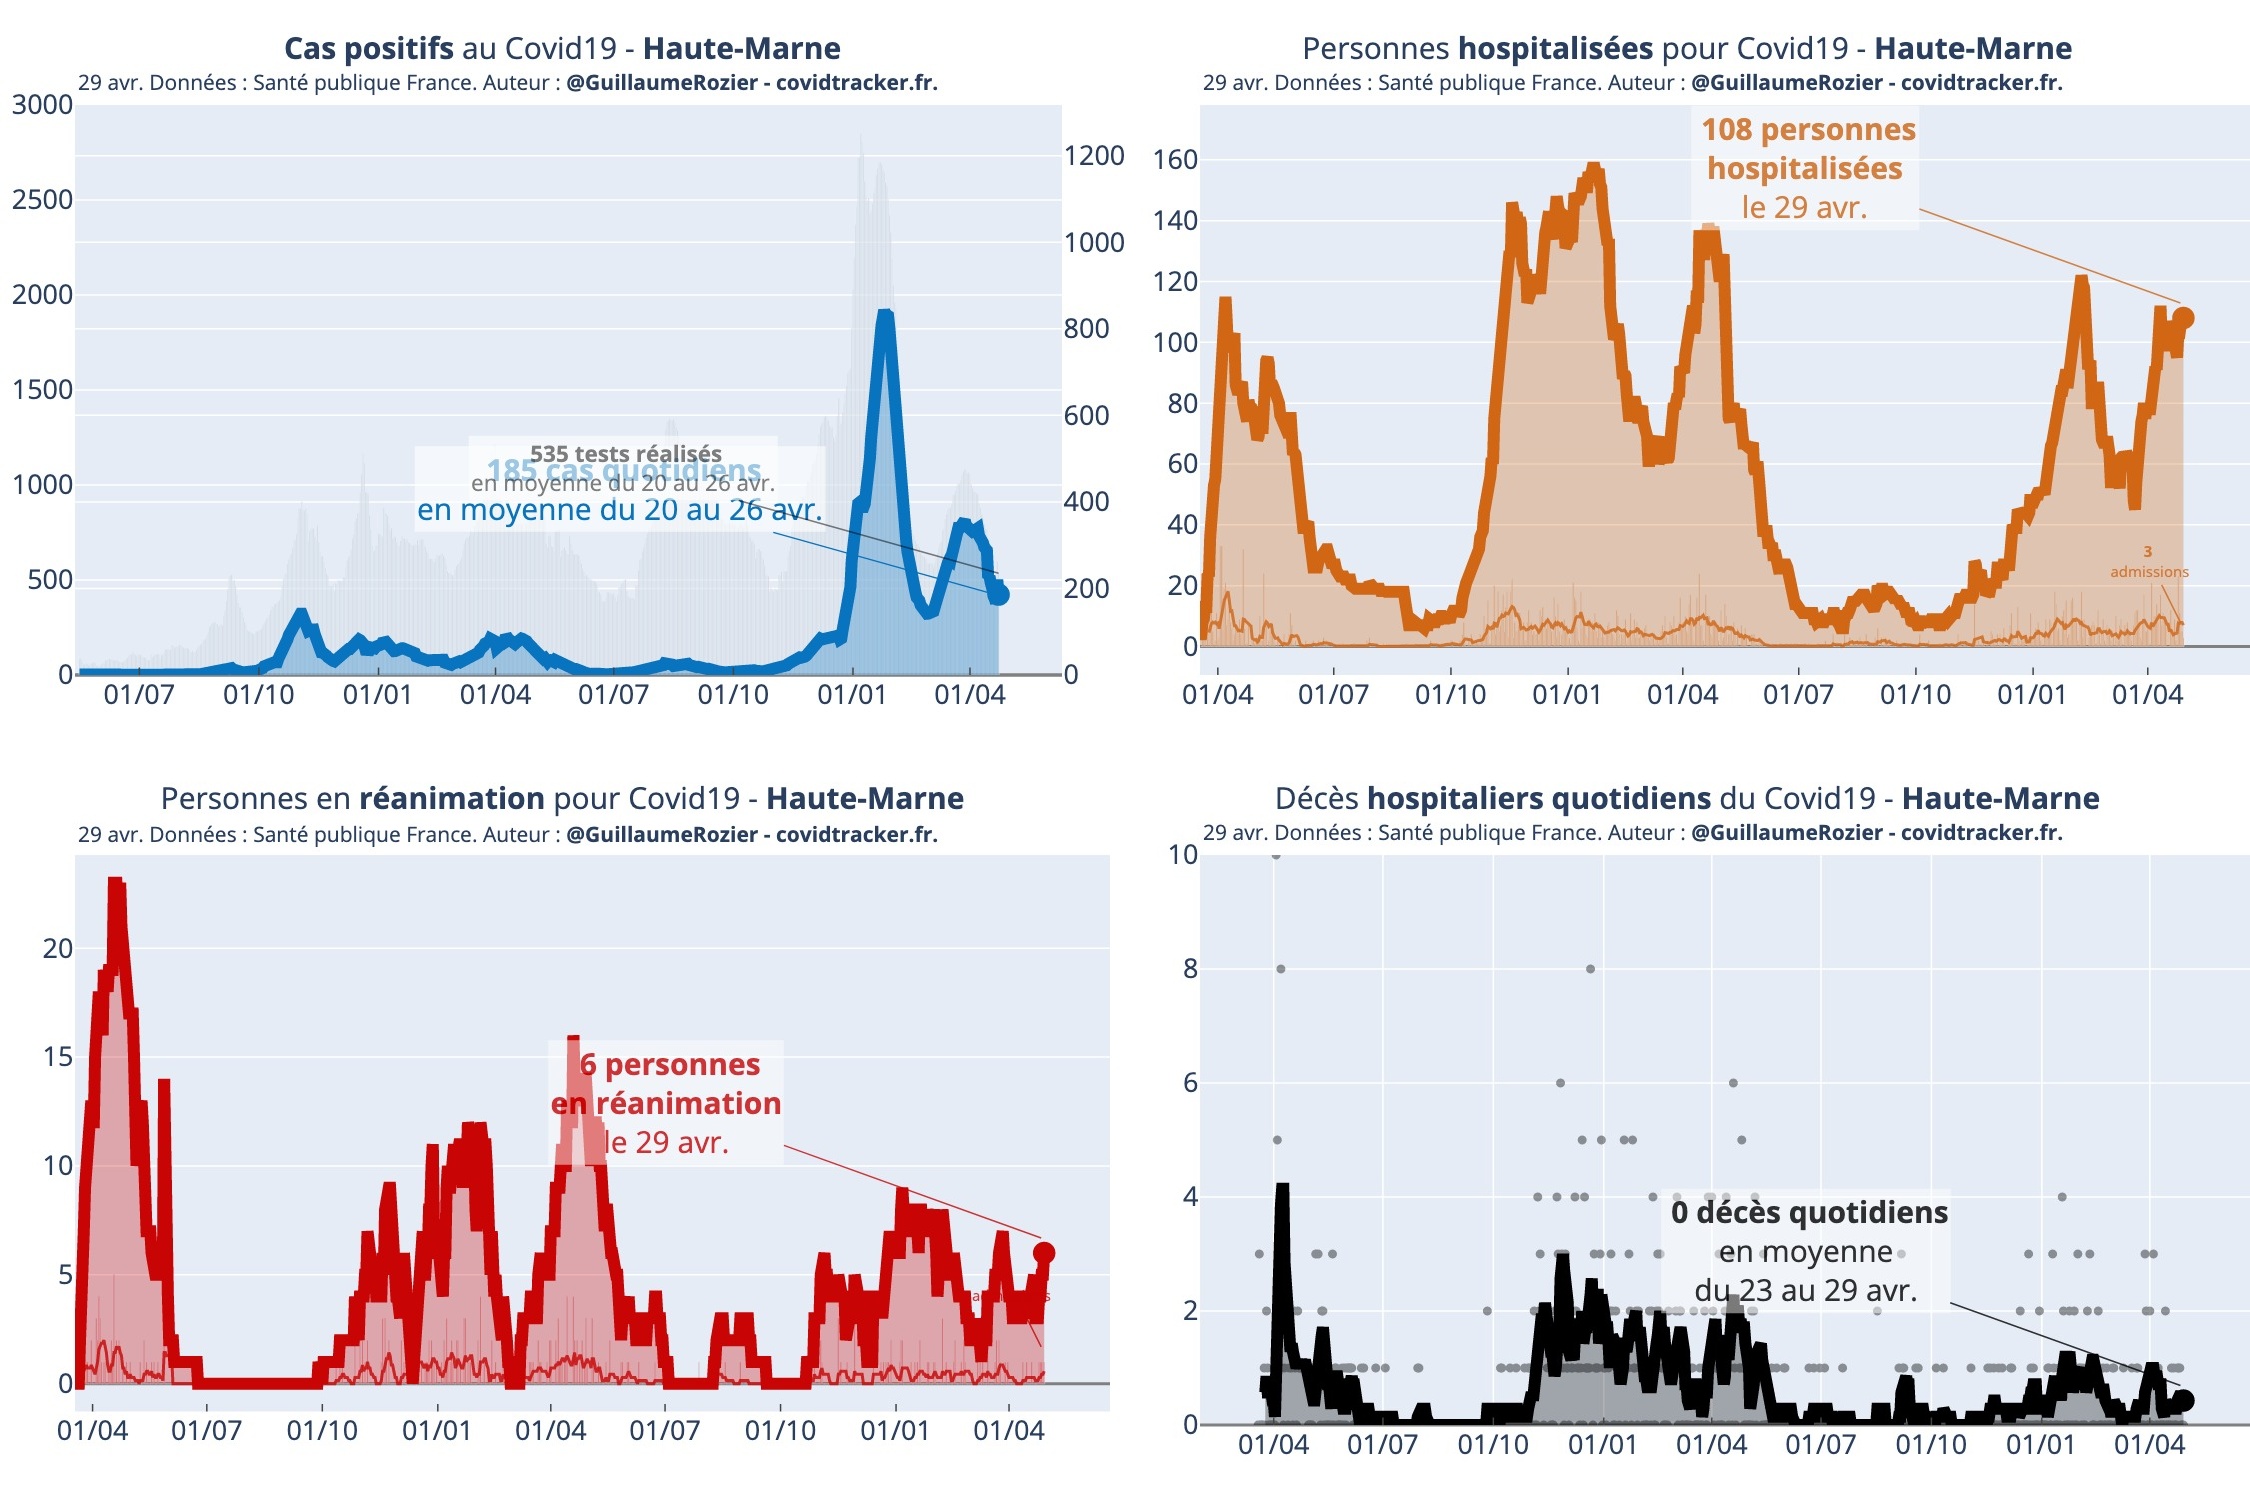 Cas positifs au Covid19 - Haute-Marne
29 avr. Données : Santé publique France. Auteur : @GuillaumeRozier - covidtracker.fr.
3000
2500
2000
1500
1000
500
0
1200
1000
800
600
400
200
0
535 tests réalisés
en moyenne du 20 au 26 avr.
185 cas quotidiens
en moyenne du 20 au 26 avr.
01/07 01/10 01/01 01/04 01/07 01/10 01/01 01/04
Personnes hospitalisées pour Covid19 - Haute-Marne
29 avr. Données : Santé publique France. Auteur : @GuillaumeRozier - covidtracker.fr.
160
140
120
100
80
60
40
20
0
108 personnes
hospitalisées
le 29 avr.
3
admissions
01/04 01/07 01/10 01/01 01/04 01/07 01/10 01/01 01/04
Personnes en réanimation pour Covid19 - Haute-Marne
29 avr. Données : Santé publique France. Auteur : @GuillaumeRozier - covidtracker.fr.
20
15
10
5
0
6 personnes
en réanimation
le 29 avr.
01/04 01/07 01/10 01/01 01/04 01/07 01/10 01/01 01/04
Décès hospitaliers quotidiens du Covid19 - Haute-Marne
29 avr. Données : Santé publique France. Auteur : @GuillaumeRozier - covidtracker.fr.
10
8
6
4
2
0
0 décès quotidiens
en moyenne
du 23 au 29 avr.
01/04 01/07 01/10 01/01 01/04 01/07 01/10 01/01 01/04